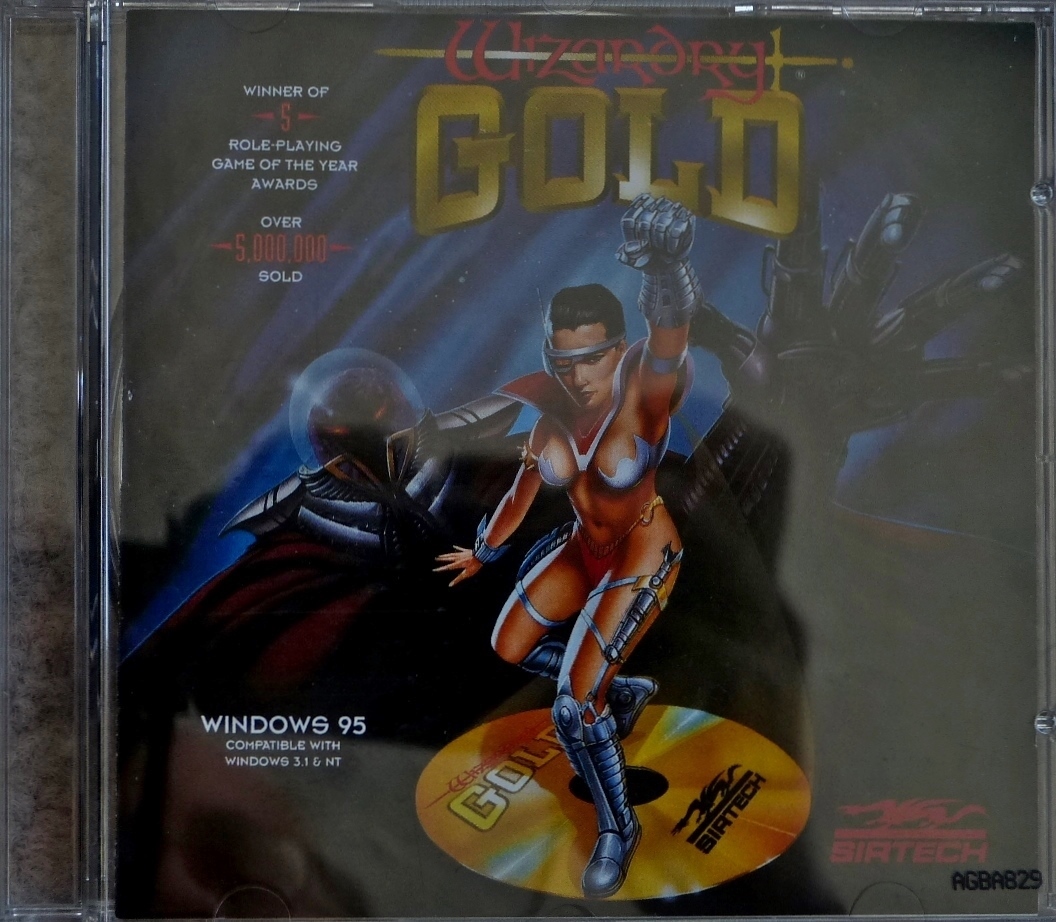 Wizardry
GOLD
WINNER OF
5
ROLE-PLAYING
GAME OF THE YEAR
AWARDS
OVER
5,000,000
SOLD
WINDOWS 95
COMPATIBLE WITH
WINDOWS 3.1 & NT
Wizardry
GOLD
SIRTECH
SIRTECH
AGBA829